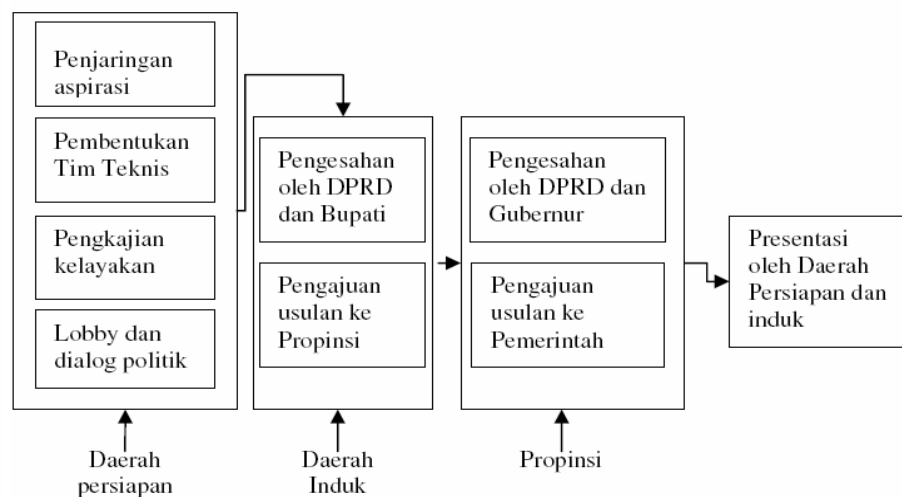 Penjaringan
aspirasi
Pembentukan
Tim Teknis
Pengkajian
kelayakan
Lobby dan
dialog politik
Daerah
persiapan
Pengesahan
oleh DPRD
dan Bupati
Pengajuan
usulan ke
Propinsi
Daerah
Induk
Pengesahan
oleh DPRD dan
Gubernur
Pengajuan
usulan ke
Pemerintah
Propinsi
Presentasi
oleh Daerah
Persiapan dan
induk